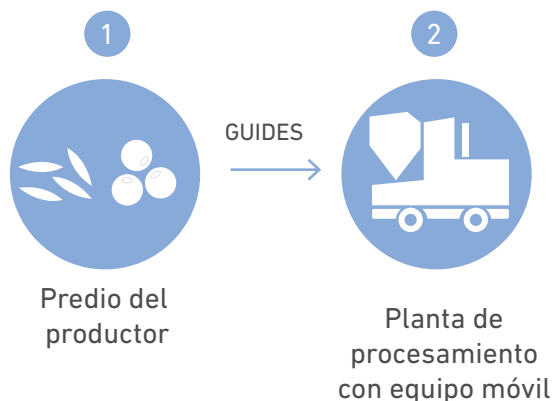 1
2
GUIDES
Predio del
productor
Planta de
procesamiento
con equipo móvil